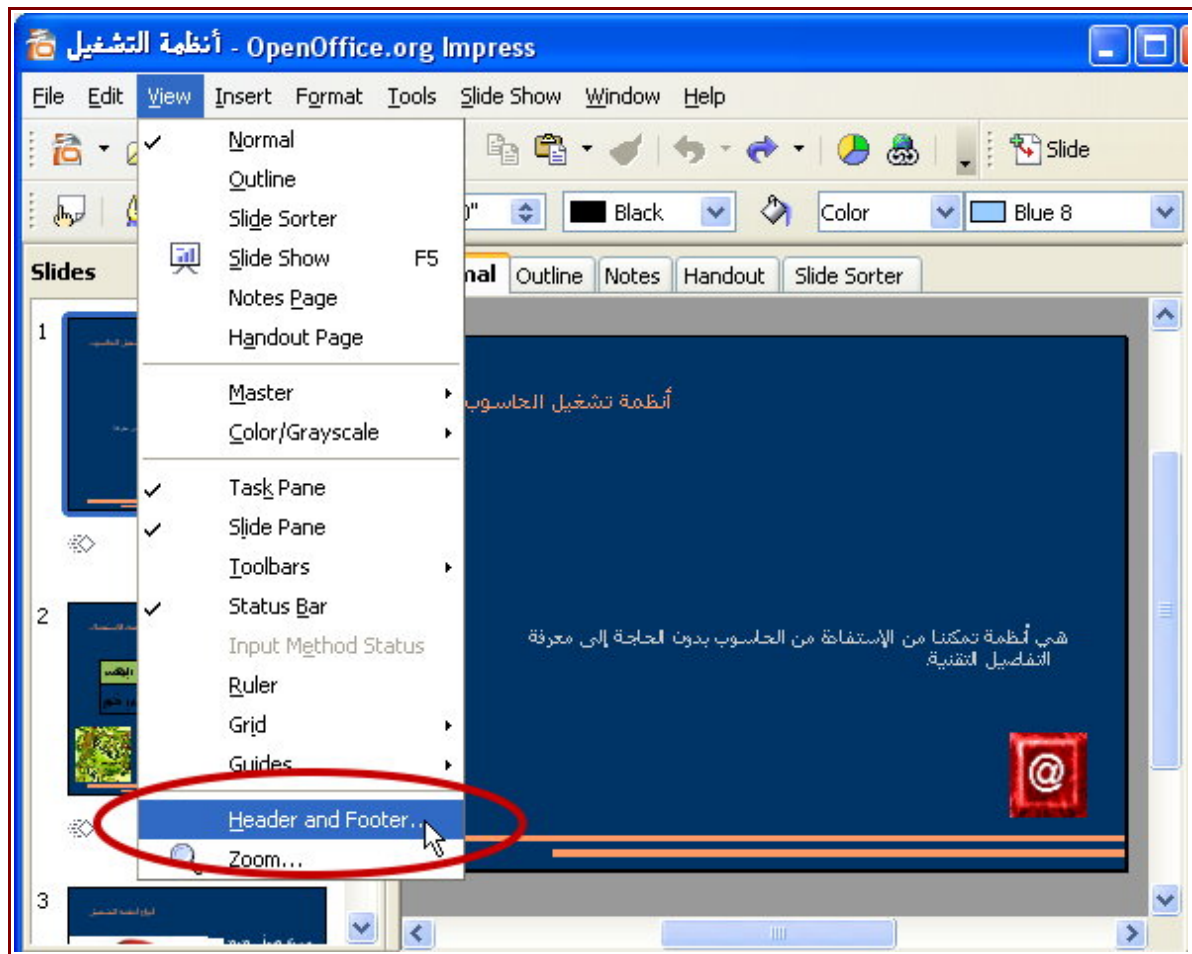 أنظمة التشغيل - OpenOffice.org Impress
File Edit View Insert Format Tools Slide Show Window Help
Slide
0" Black Color Blue 8
Normal
Outline
Slide Sorter
Slide Show F5
Notes Page
Handout Page
Master
Color/Grayscale
Task Pane
Slide Pane
Toolbars
Status Bar
Input Method Status
Ruler
Grid
Guides
Header and Footer...
Zoom...
Slides
1
2
3
Outline Notes Handout Slide Sorter
أنظمة تشغيل الحاسوب
هي أنظمة تمكننا من الإستفادة من الحاسوب بدون الحاجة إلى معرفة
التفاصيل التقنية.
@